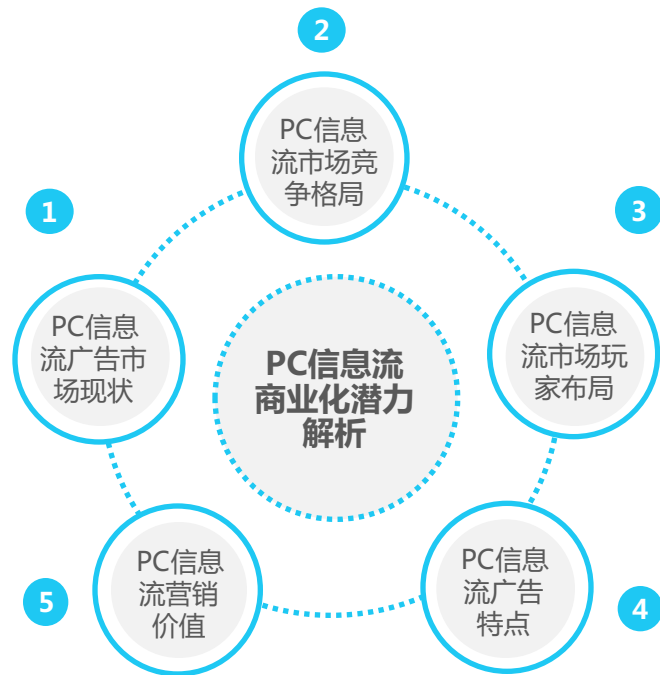 2
PC信息
流市场竞
争格局
1
3
PC信息
流广告市
场现状
PC信息
流市场玩
家布局
PC信息流
商业化潜力
解析
5
PC信息
流营销
价值
PC信息
流广告
特点
4